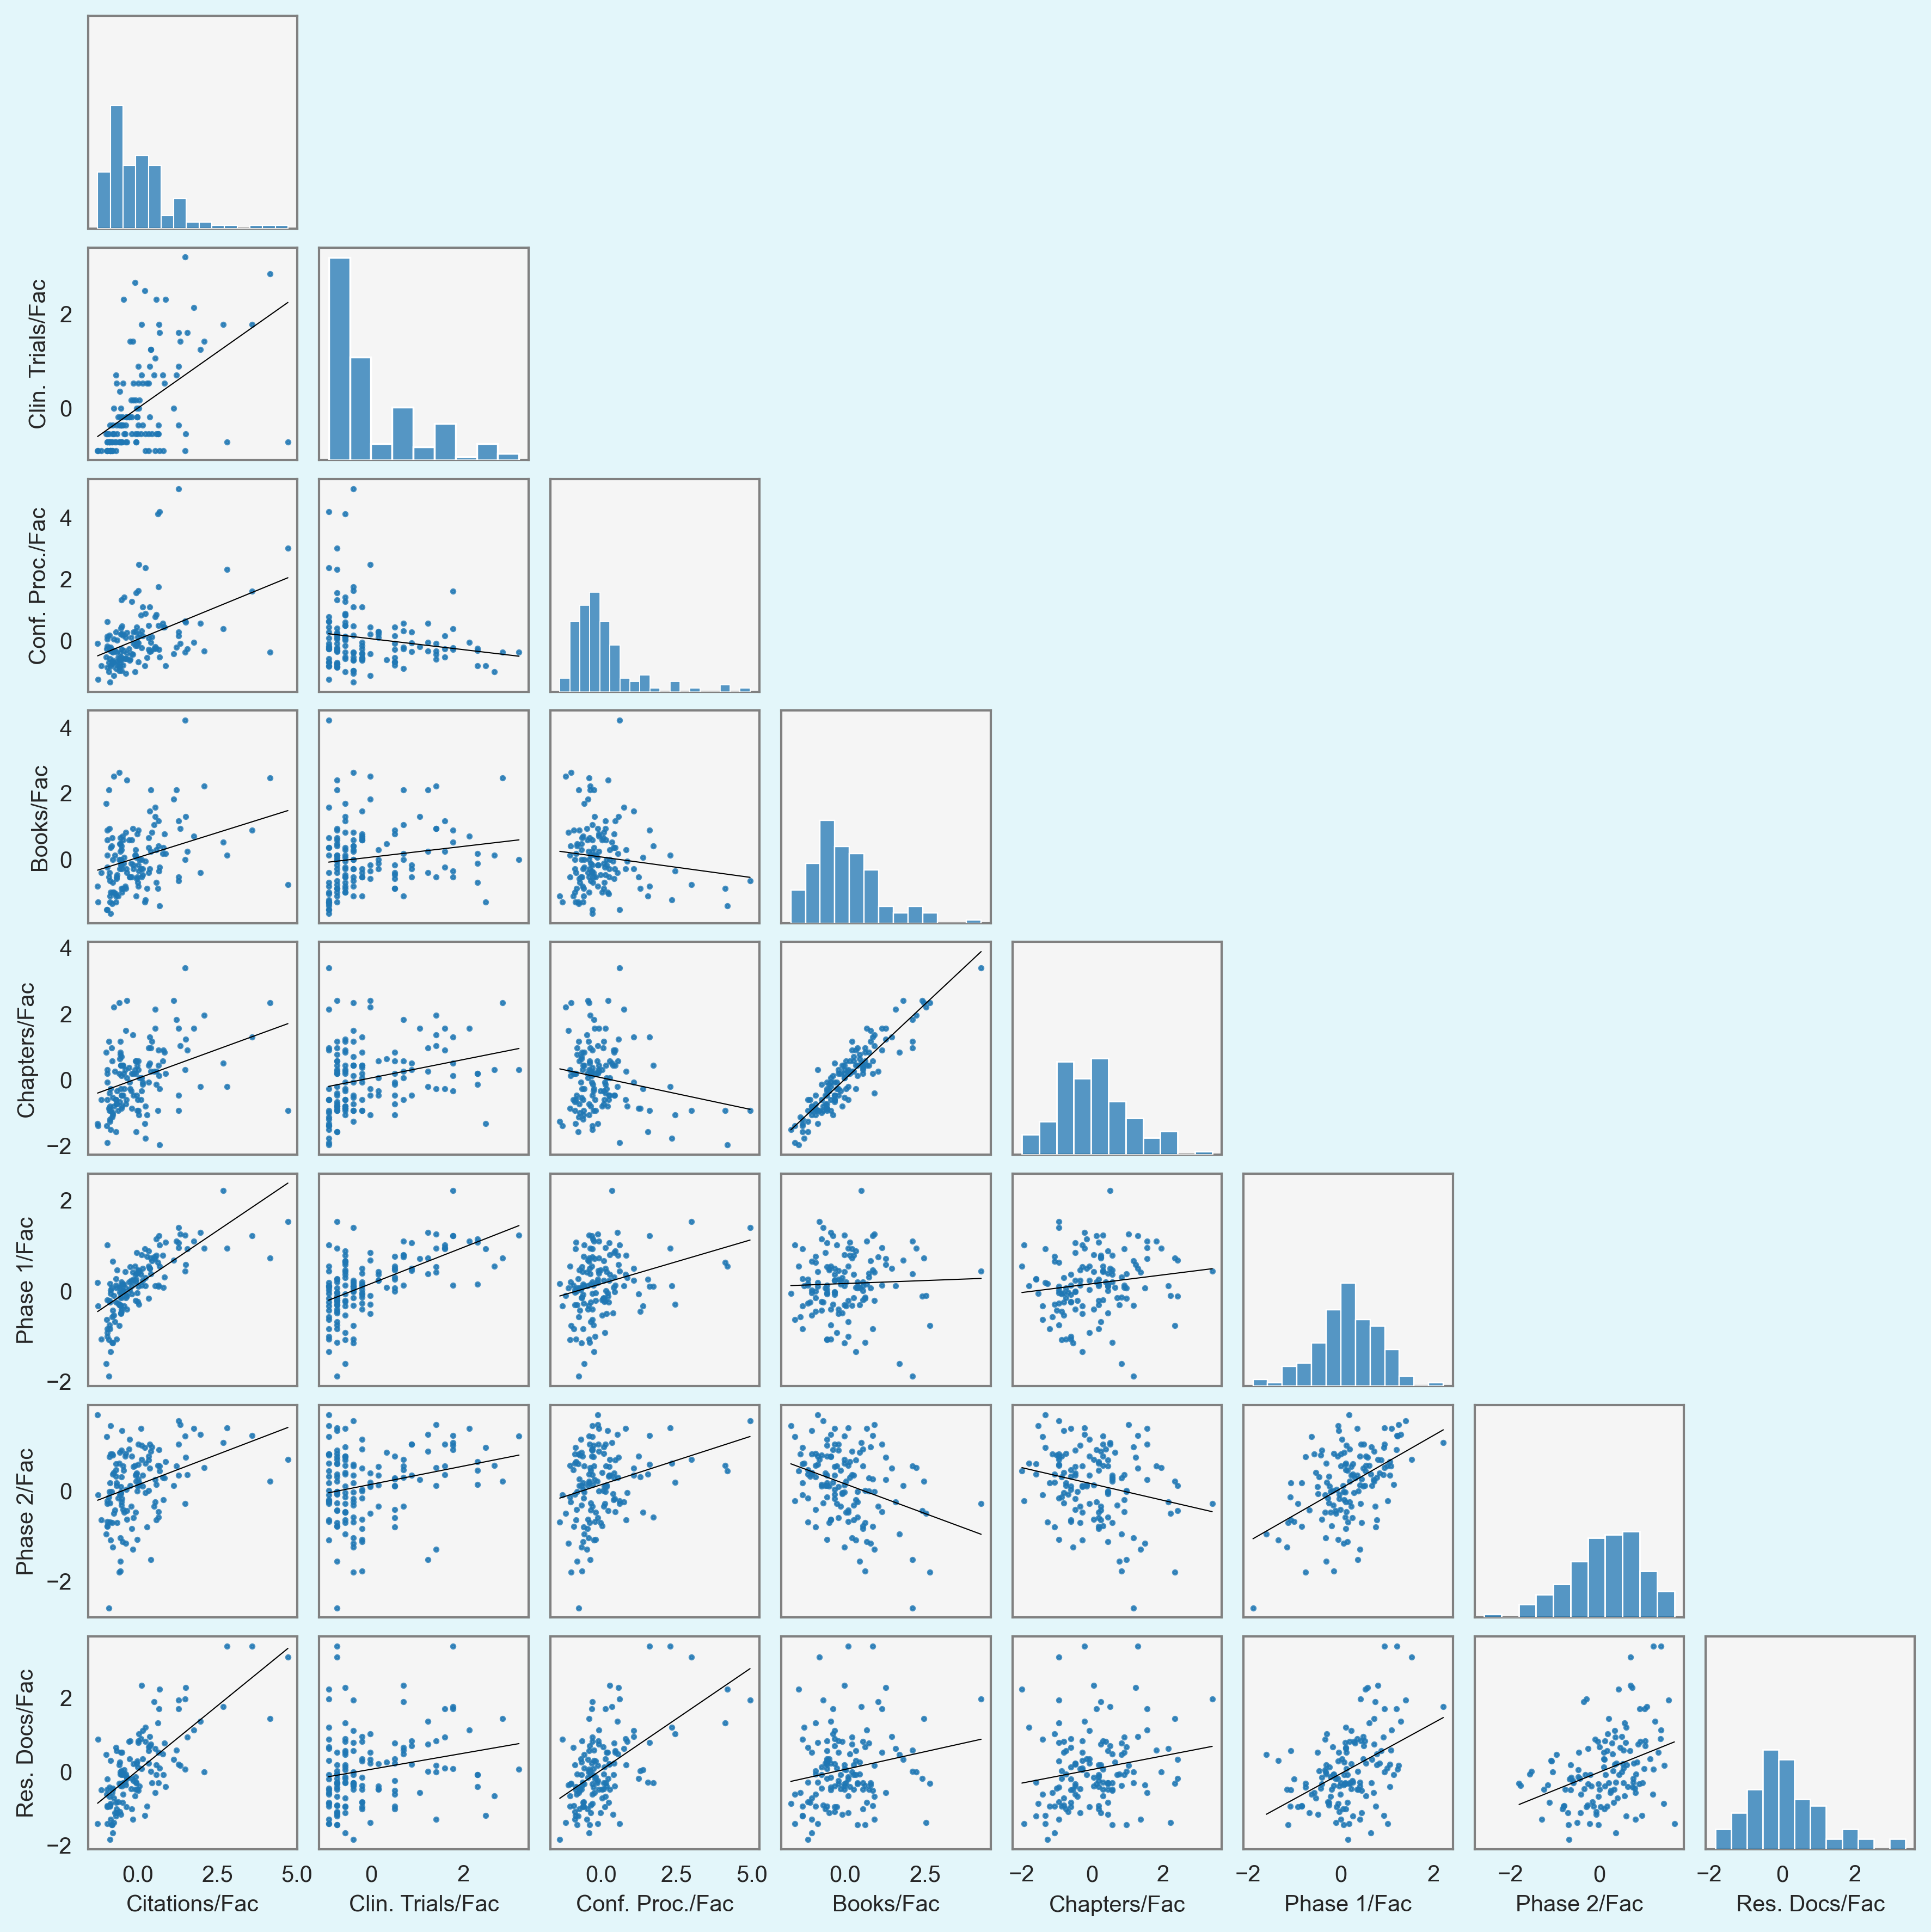 Clin. Trials/Fac
2
0
Conf. Proc./Fac
4
2
0
Books/Fac
4
2
0
Chapters/Fac
4
2
0
−2
Phase 1/Fac
2
0
−2
Phase 2/Fac
0
−2
Res. Docs/Fac
2
0
−2
0.0 2.5 5.0 0 2 0.0 2.5 5.0 0.0 2.5 −2 0 2 −2 0 2 −2 0 −2 0 2
Citations/Fac Clin. Trials/Fac Conf. Proc./Fac Books/Fac Chapters/Fac Phase 1/Fac Phase 2/Fac Res. Docs/Fac